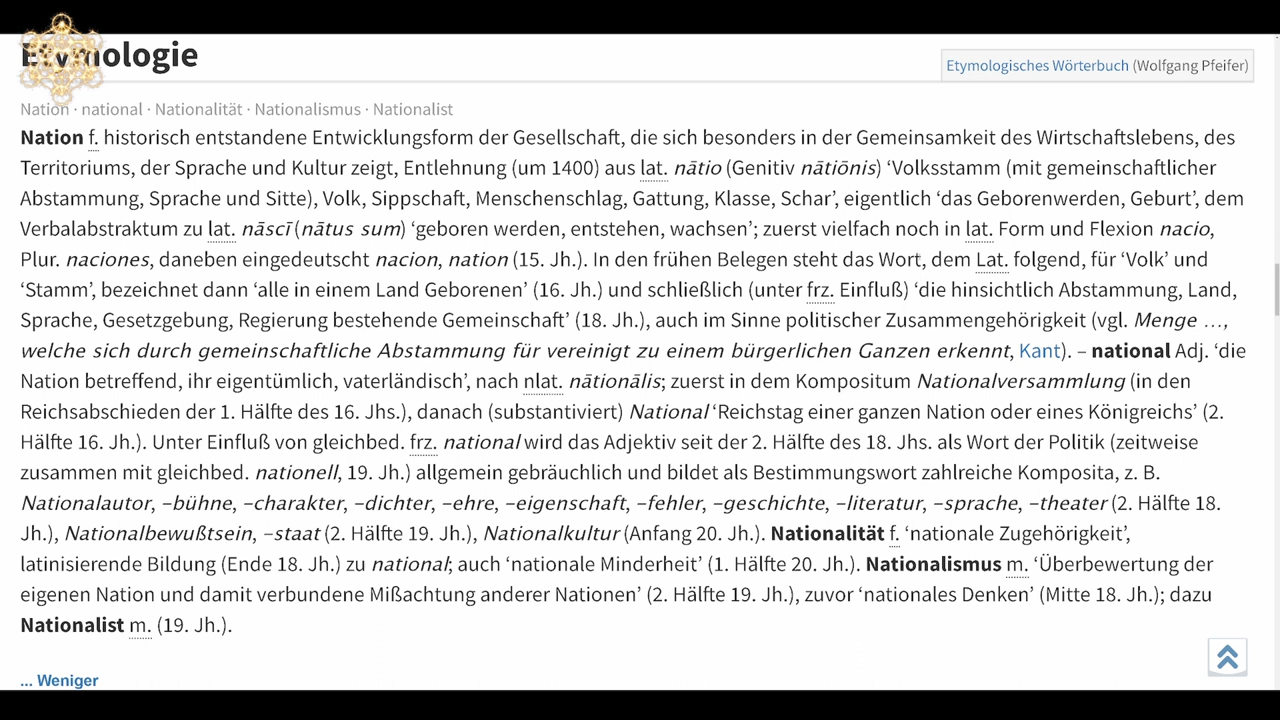 Etymologie
Etymologisches Wörterbuch (Wolfgang Pfeifer)
Nation · national · Nationalität · Nationalismus · Nationalist
Nation f. historisch entstandene Entwicklungsform der Gesellschaft, die sich besonders in der Gemeinsamkeit des Wirtschaftslebens, des
Territoriums, der Sprache und Kultur zeigt, Entlehnung (um 1400) aus lat. nātio (Genitiv nātiōnis) ‘Volksstamm (mit gemeinschaftlicher
Abstammung, Sprache und Sitte), Volk, Sippschaft, Menschenschlag, Gattung, Klasse, Schar’, eigentlich ‘das Geborenwerden, Geburt’, dem
Verbalabstraktum zu lat. nāscī (nātus sum) ‘geboren werden, entstehen, wachsen’; zuerst vielfach noch in lat. Form und Flexion nacio,
Plur. naciones, daneben eingedeutscht nacion, nation (15. Jh.). In den frühen Belegen steht das Wort, dem Lat. folgend, für ‘Volk’ und
‘Stamm’, bezeichnet dann ‘alle in einem Land Geborenen’ (16. Jh.) und schließlich (unter frz. Einfluß) ‘die hinsichtlich Abstammung, Land,
Sprache, Gesetzgebung, Regierung bestehende Gemeinschaft’ (18. Jh.), auch im Sinne politischer Zusammengehörigkeit (vgl. Menge …,
welche sich durch gemeinschaftliche Abstammung für vereinigt zu einem bürgerlichen Ganzen erkennt, Kant). – national Adj. ‘die
Nation betreffend, ihr eigentümlich, vaterländisch’, nach nlat. nātionālis; zuerst in dem Kompositum Nationalversammlung (in den
Reichsabschieden der 1. Hälfte des 16. Jhs.), danach (substantiviert) National ‘Reichstag einer ganzen Nation oder eines Königreichs’ (2.
Hälfte 16. Jh.). Unter Einfluß von gleichbed. frz. national wird das Adjektiv seit der 2. Hälfte des 18. Jhs. als Wort der Politik (zeitweise
zusammen mit gleichbed. nationell, 19. Jh.) allgemein gebräuchlich und bildet als Bestimmungswort zahlreiche Komposita, z. B.
Nationalautor, –bühne, –charakter, –dichter, –ehre, –eigenschaft, –fehler, –geschichte, –literatur, –sprache, –theater (2. Hälfte 18.
Jh.), Nationalbewußtsein, –staat (2. Hälfte 19. Jh.), Nationalkultur (Anfang 20. Jh.). Nationalität f. ‘nationale Zugehörigkeit’,
latinisierende Bildung (Ende 18. Jh.) zu national; auch ‘nationale Minderheit’ (1. Hälfte 20. Jh.). Nationalismus m. ‘Überbewertung der
eigenen Nation und damit verbundene Mißachtung anderer Nationen’ (2. Hälfte 19. Jh.), zuvor ‘nationales Denken’ (Mitte 18. Jh.); dazu
Nationalist m. (19. Jh.).
... Weniger